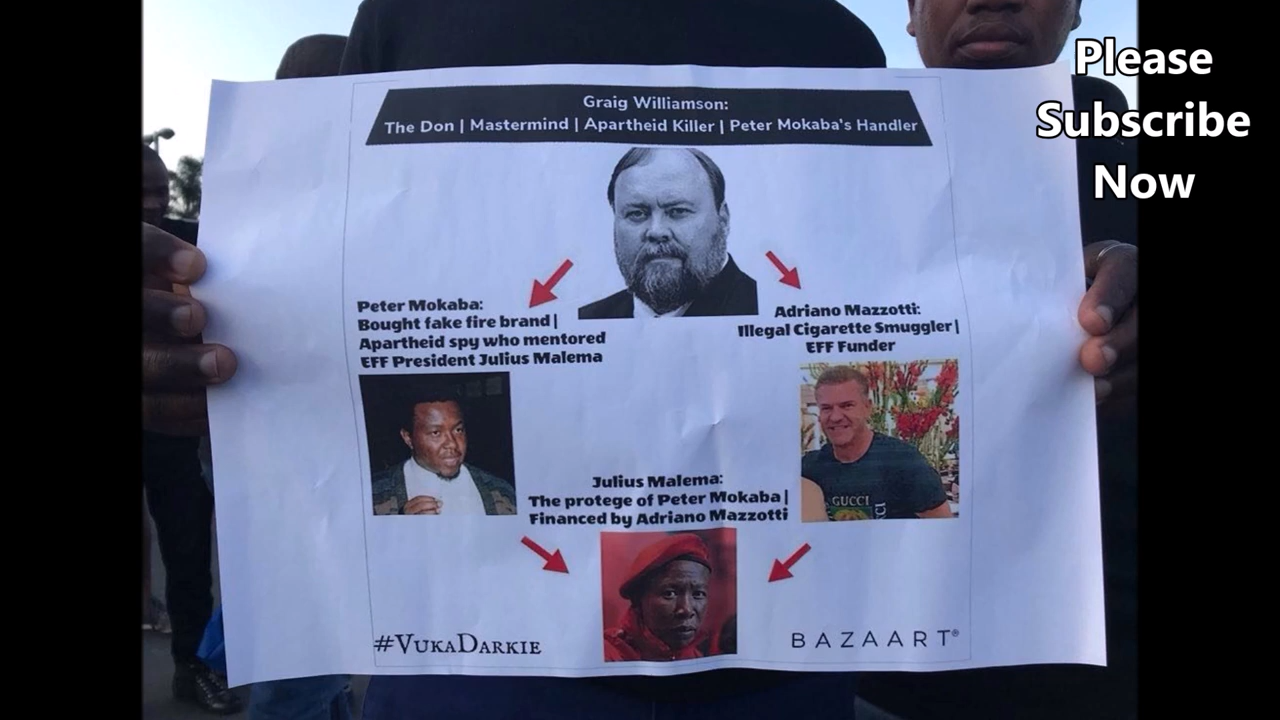 Please
Subscribe
Now
Graig Williamson:
The Don | Mastermind | Apartheid Killer | Peter Mokaba's Handler
Peter Mokaba:
Bought fake fire brand |
Apartheid spy who mentored
EFF President Julius Malema
Adriano Mazzotti:
Illegal Cigarette Smuggler |
EFF Funder
GUCCI
Julius Malema:
The protege of Peter Mokaba |
Financed by Adriano Mazzotti
#VukaDarkie
BAZAART®